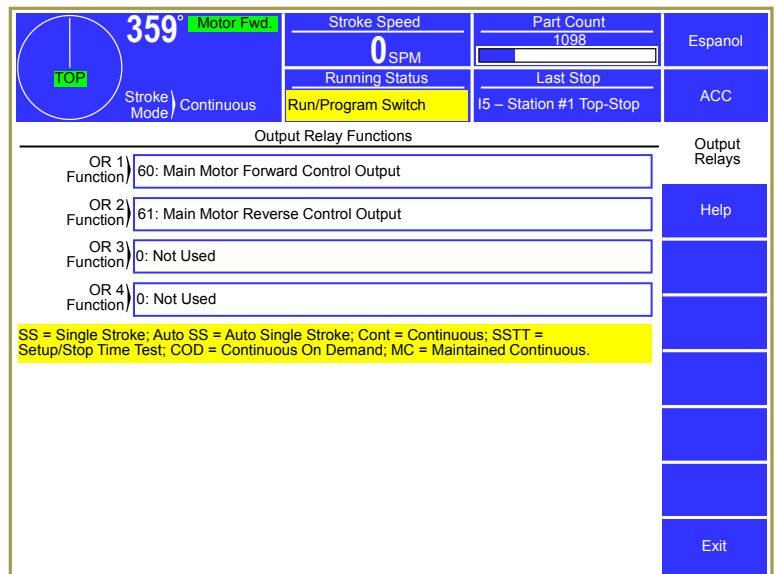 359° Motor Fwd.
TOP
Stroke Mode) Continuous
Stroke Speed
0 SPM
Part Count
1098
Running Status
Run/Program Switch
Last Stop
I5 – Station #1 Top-Stop
Espanol
ACC
Output Relays
Help
Exit
Output Relay Functions
OR 1 Function) 60: Main Motor Forward Control Output
OR 2 Function) 61: Main Motor Reverse Control Output
OR 3 Function) 0: Not Used
OR 4 Function) 0: Not Used
SS = Single Stroke; Auto SS = Auto Single Stroke; Cont = Continuous; SSTT =
Setup/Stop Time Test; COD = Continuous On Demand; MC = Maintained Continuous.